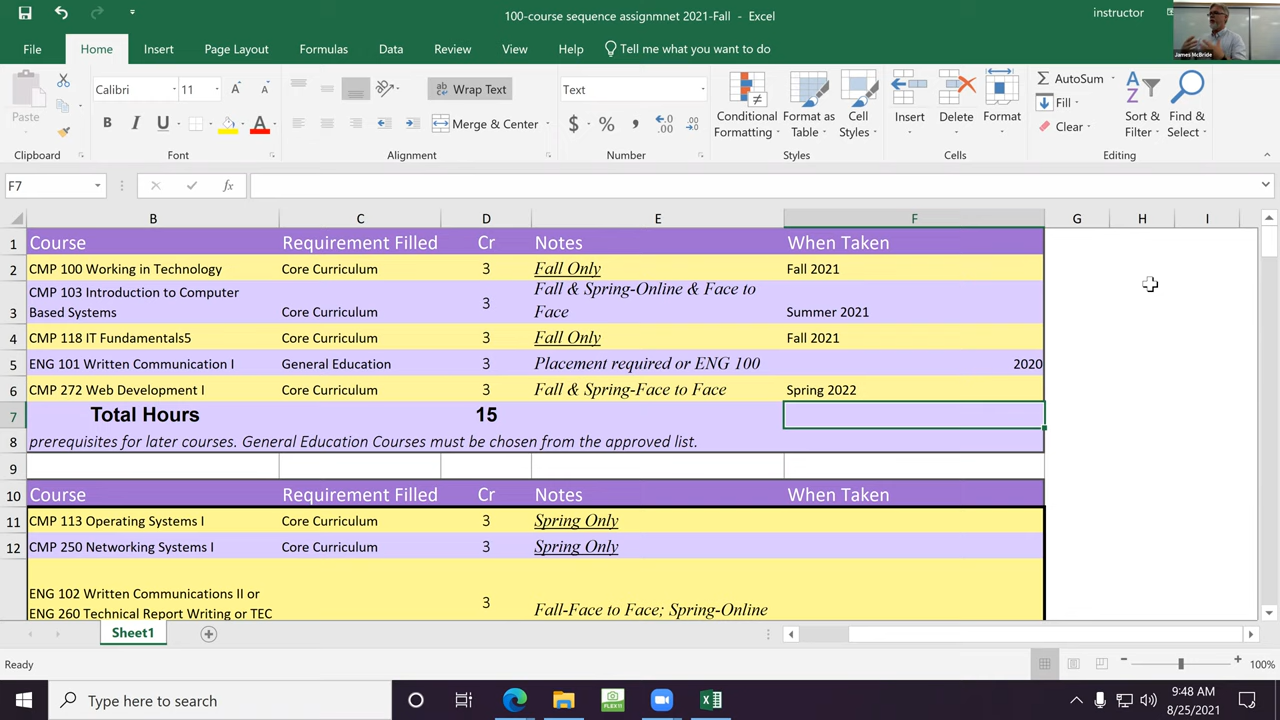 100-course sequence assignmnet 2021-Fall - Excel
instructor
James McBride
File Home Insert Page Layout Formulas Data Review View Help Tell me what you want to do
Paste
Calibri 11
B I U A A A
Wrap Text
Merge & Center
Text
$ % ,
Conditional Formatting
Format as Table
Cell Styles
Insert
Delete
Format
AutoSum
Fill
Clear
Sort & Filter
Find & Select
Clipboard Font Alignment Number Styles Cells Editing
F7 fx
B C D E F G H I
1 Course Requirement Filled Cr Notes When Taken
2 CMP 100 Working in Technology Core Curriculum 3 Fall Only Fall 2021
CMP 103 Introduction to Computer Fall & Spring-Online & Face to
3 Based Systems Core Curriculum 3 Face Summer 2021
4 CMP 118 IT Fundamentals5 Core Curriculum 3 Fall Only Fall 2021
5 ENG 101 Written Communication I General Education 3 Placement required or ENG 100 2020
6 CMP 272 Web Development I Core Curriculum 3 Fall & Spring-Face to Face Spring 2022
7 Total Hours 15
8 prerequisites for later courses. General Education Courses must be chosen from the approved list.
9
10 Course Requirement Filled Cr Notes When Taken
11 CMP 113 Operating Systems I Core Curriculum 3 Spring Only
12 CMP 250 Networking Systems I Core Curriculum 3 Spring Only
ENG 102 Written Communications II or
ENG 260 Technical Report Writing or TEC 3 Fall-Face to Face; Spring-Online
Sheet1
Ready 100%
Type here to search
PLEX11
9:48 AM
8/25/2021